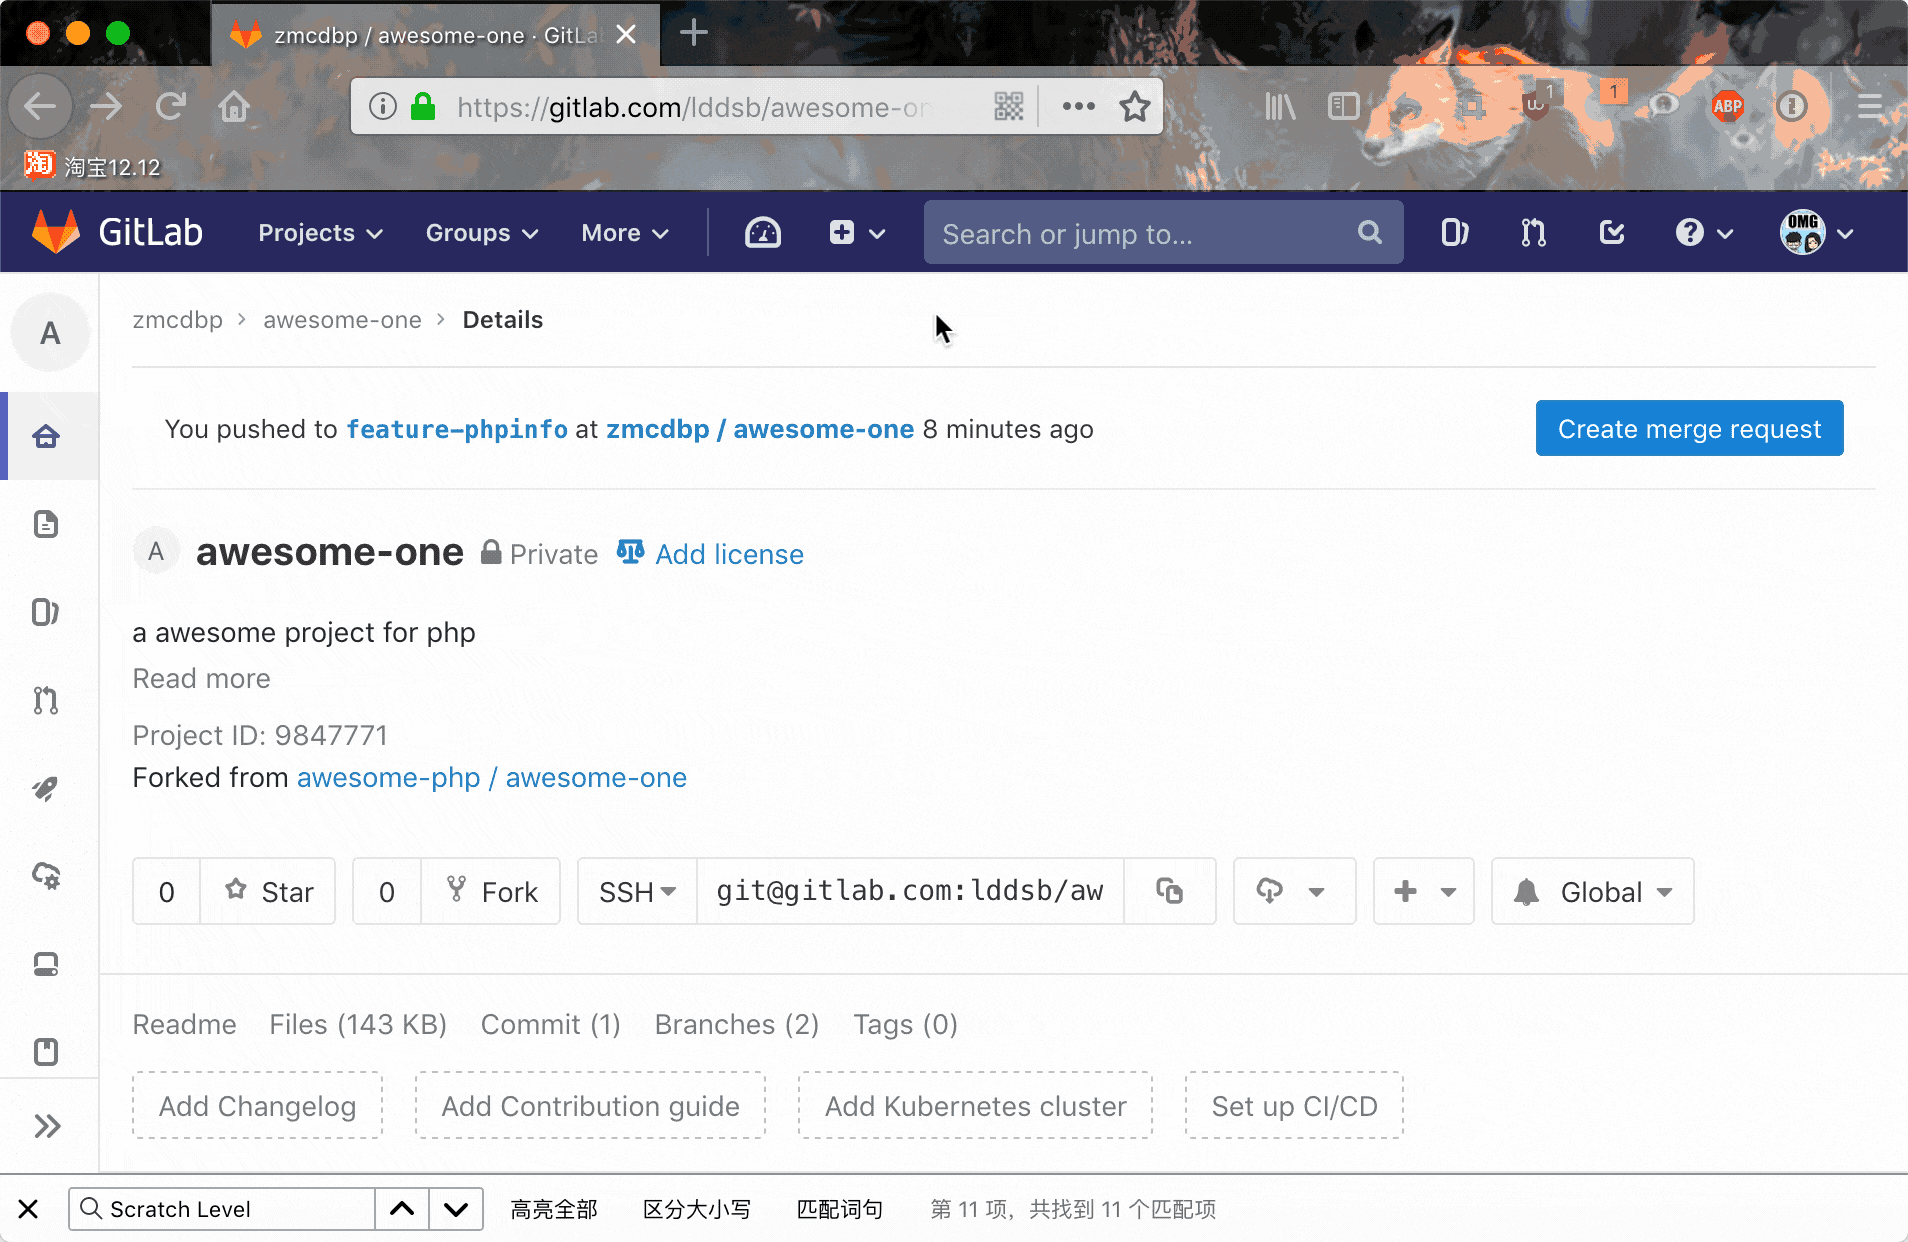 zmcdbp / awesome-one · GitLa
https://gitlab.com/lddsb/awesome-o
1
1
ABP
淘 淘宝12.12
GitLab Projects Groups More Search or jump to... OMG
A zmcdbp > awesome-one > Details
You pushed to feature-phpinfo at zmcdbp / awesome-one 8 minutes ago Create merge request
A awesome-one Private Add license
a awesome project for php
Read more
Project ID: 9847771
Forked from awesome-php / awesome-one
0 Star 0 Fork SSH git@gitlab.com:lddsb/aw Global
Readme Files (143 KB) Commit (1) Branches (2) Tags (0)
Add Changelog Add Contribution guide Add Kubernetes cluster Set up CI/CD
Scratch Level 高亮全部 区分大小写 匹配词句 第 11 项，共找到 11 个匹配项